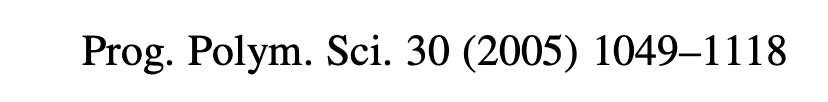 Prog. Polym. Sci. 30 (2005) 1049–1118